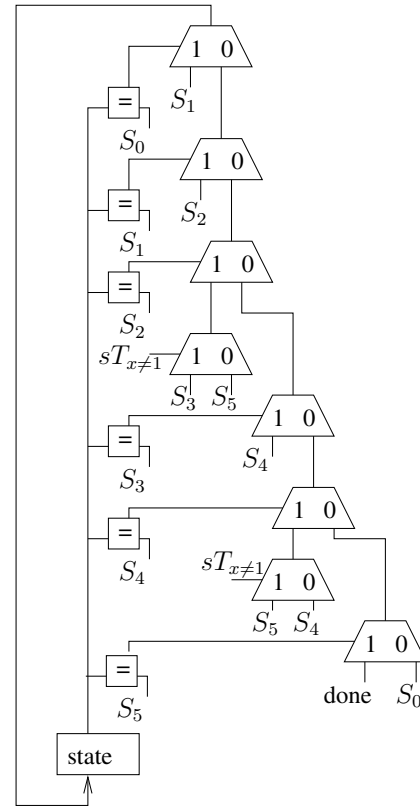 1 0
=
S₁
S₀
1 0
=
S₂
S₁
1 0
=
S₂
sTₓ≠₁ 1 0
S₃ S₅
1 0
=
S₄
S₃
1 0
=
S₄
sTₓ≠₁ 1 0
S₅ S₄
1 0
=
done S₀
S₅
state